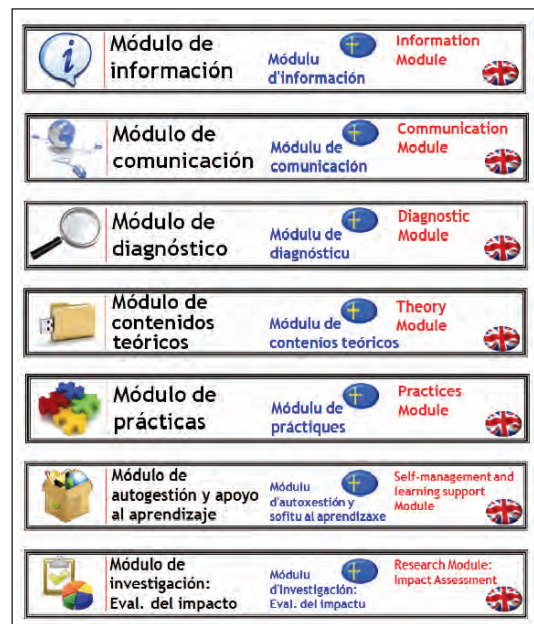 Módulo de
información
Módulu
d'información
Information
Module
Módulo de
comunicación
Módulu de
comunicación
Communication
Module
Módulo de
diagnóstico
Módulu de
diagnósticu
Diagnostic
Module
Módulo de
contenidos
teóricos
Módulu de
contenios teóricos
Theory
Module
Módulo de
prácticas
Módulu de
práctiques
Practices
Module
Módulo de
autogestión y apoyo
al aprendizaje
Módulu
d'autoxestión y
sofitu al aprendizaxe
Self-management and
learning support
Module
Módulo de
investigación:
Eval. del impacto
Módulu
d'Investigación:
Eval. del impactu
Research Module:
Impact Assessment